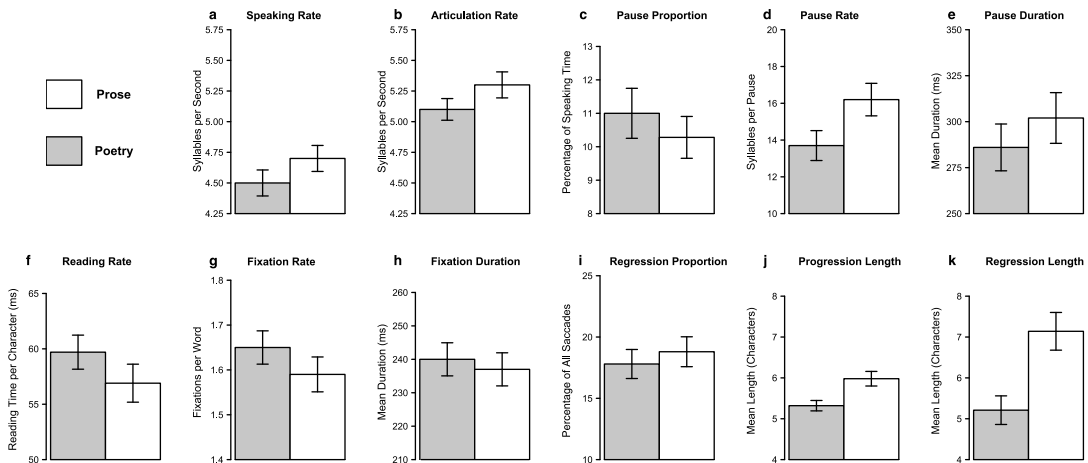 Prose
Poetry
a Speaking Rate
Syllables per Second
5.75
5.50
5.25
5.00
4.75
4.50
4.25
b Articulation Rate
Syllables per Second
5.75
5.50
5.25
5.00
4.75
4.50
4.25
c Pause Proportion
Percentage of Speaking Time
13
12
11
10
9
8
d Pause Rate
Syllables per Pause
20
18
16
14
12
10
e Pause Duration
Mean Duration (ms)
350
325
300
275
250
f Reading Rate
Reading Time per Character (ms)
65
60
55
50
g Fixation Rate
Fixations per Word
1.8
1.7
1.6
1.5
1.4
h Fixation Duration
Mean Duration (ms)
260
250
240
230
220
210
i Regression Proportion
Percentage of All Saccades
25
20
15
10
j Progression Length
Mean Length (Characters)
8
7
6
5
4
k Regression Length
Mean Length (Characters)
8
7
6
5
4